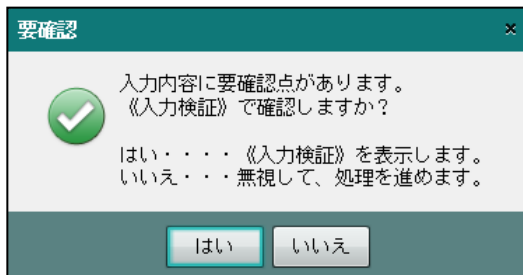 要確認
×
入力内容に要確認点があります。
《入力検証》で確認しますか？
はい・・・・《入力検証》を表示します。
いいえ・・・無視して、処理を進めます。
はい
いいえ